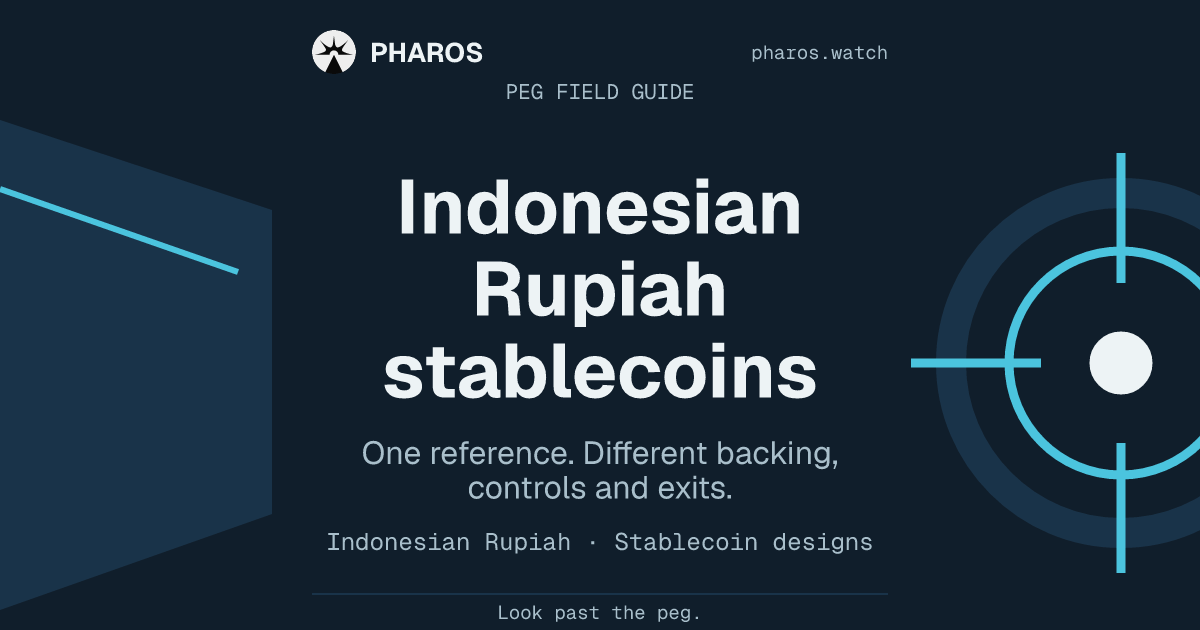 PHAROS
pharos.watch
PEG FIELD GUIDE
Indonesian
Rupiah
stablecoins
One reference. Different backing,
controls and exits.
Indonesian Rupiah · Stablecoin designs
Look past the peg.